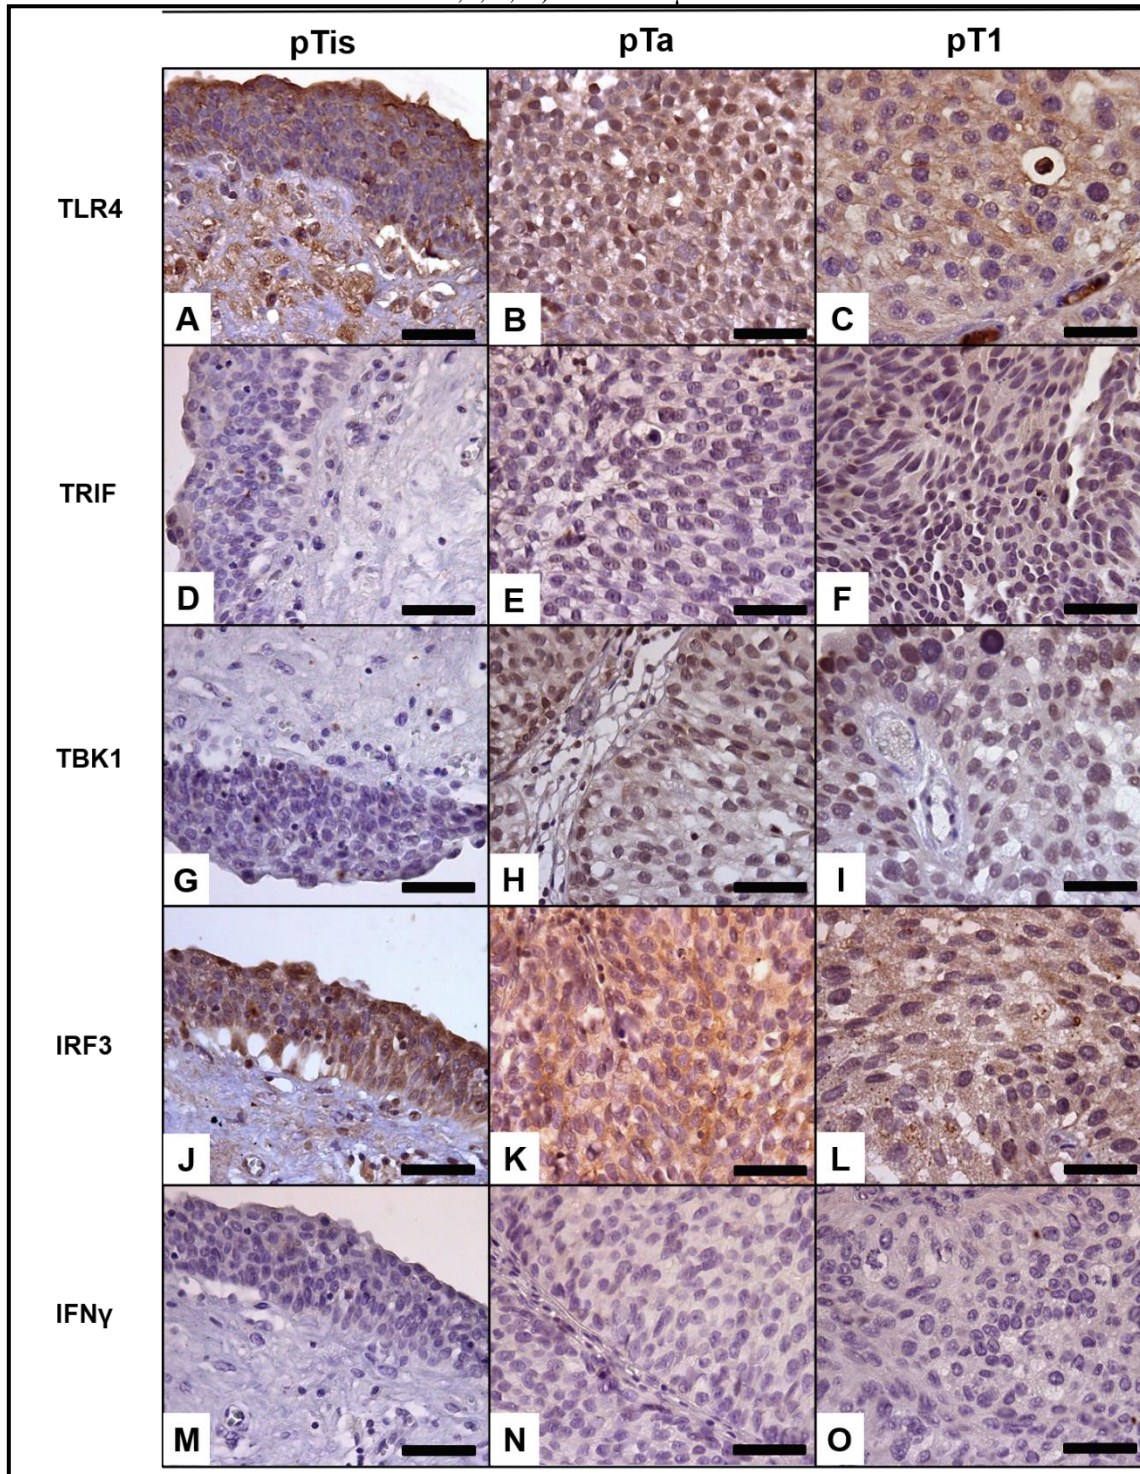 pTis pTa pT1
TLR4
A B C
TRIF
D E F
TBK1
G H I
IRF3
J K L
IFNγ
M N O